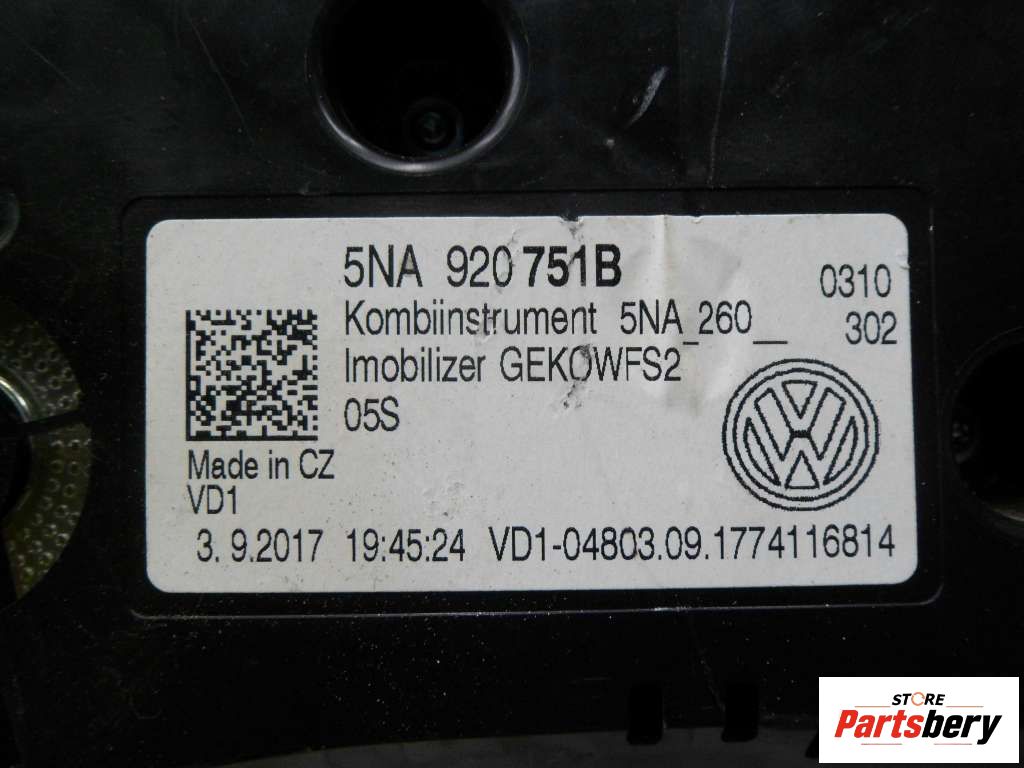 5NA 920 751B
0310
Kombiinstrument 5NA_260__
302
Imobilizer GEKOWFS2
05S
Made in CZ
VD1
3. 9.2017 19:45:24 VD1-04803.09.1774116814
STORE
Partsbery